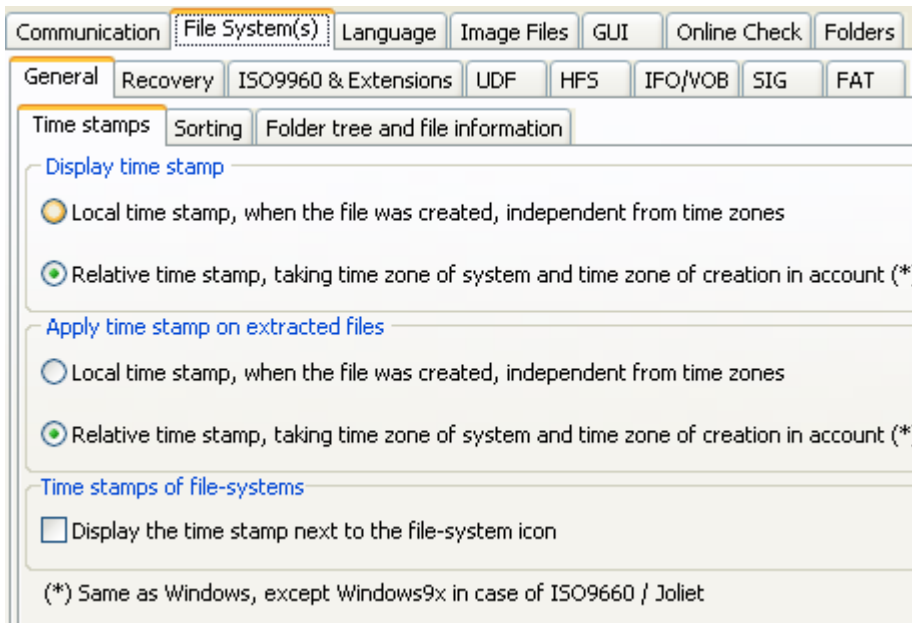 Communication File System(s) Language Image Files GUI Online Check Folders
General Recovery ISO9960 & Extensions UDF HFS IFO/VOB SIG FAT
Time stamps Sorting Folder tree and file information
Display time stamp
Local time stamp, when the file was created, independent from time zones
Relative time stamp, taking time zone of system and time zone of creation in account (*)
Apply time stamp on extracted files
Local time stamp, when the file was created, independent from time zones
Relative time stamp, taking time zone of system and time zone of creation in account (*)
Time stamps of file-systems
Display the time stamp next to the file-system icon
(*) Same as Windows, except Windows9x in case of ISO9660 / Joliet